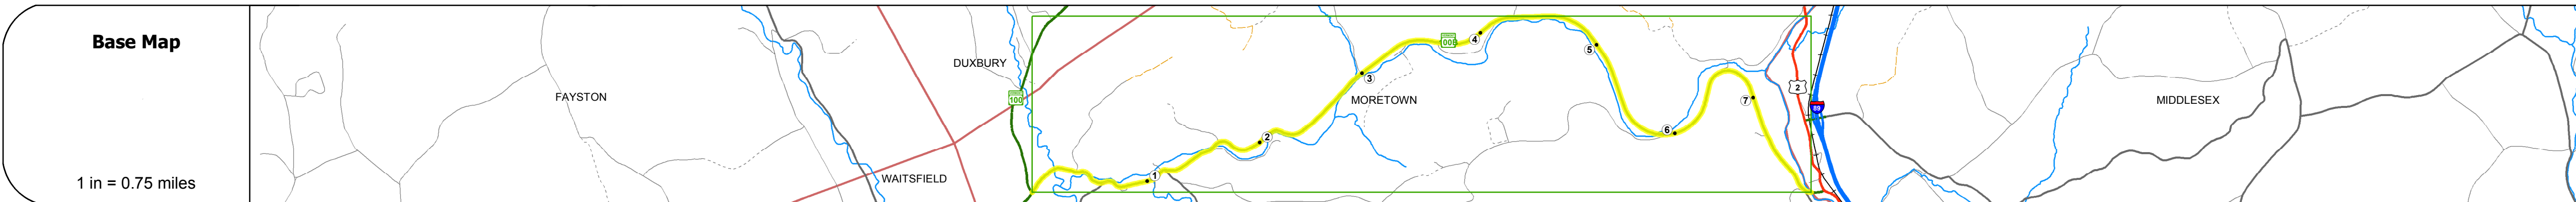 Base Map
1 in = 0.75 miles
FAYSTON
WAITSFIELD
DUXBURY
100
1
2
3
MORETOWN
100B
4
5
6
7
2
89
MIDDLESEX